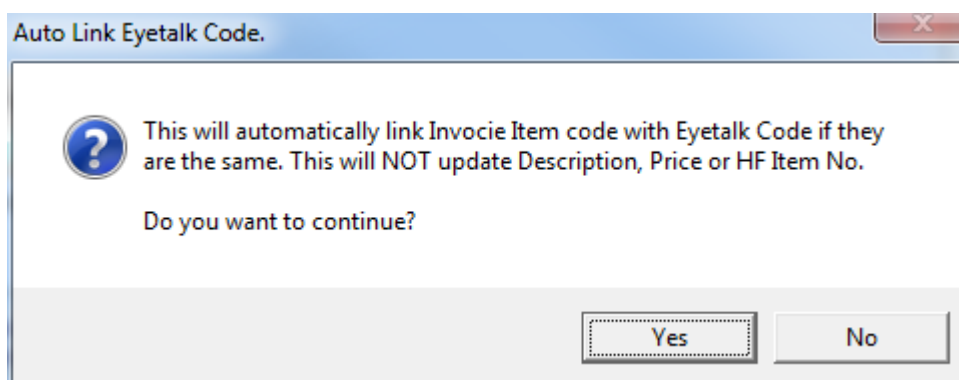 Auto Link Eyetalk Code.
This will automatically link Invocie Item code with Eyetalk Code if they
are the same. This will NOT update Description, Price or HF Item No.
Do you want to continue?
Yes
No